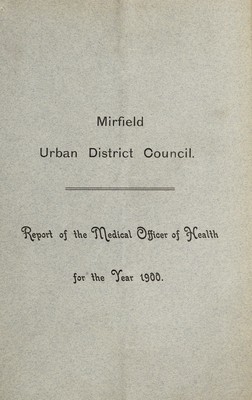 Mirfield
Urban District Council.
Report of the Medical Officer of Health
for the Year 1900.